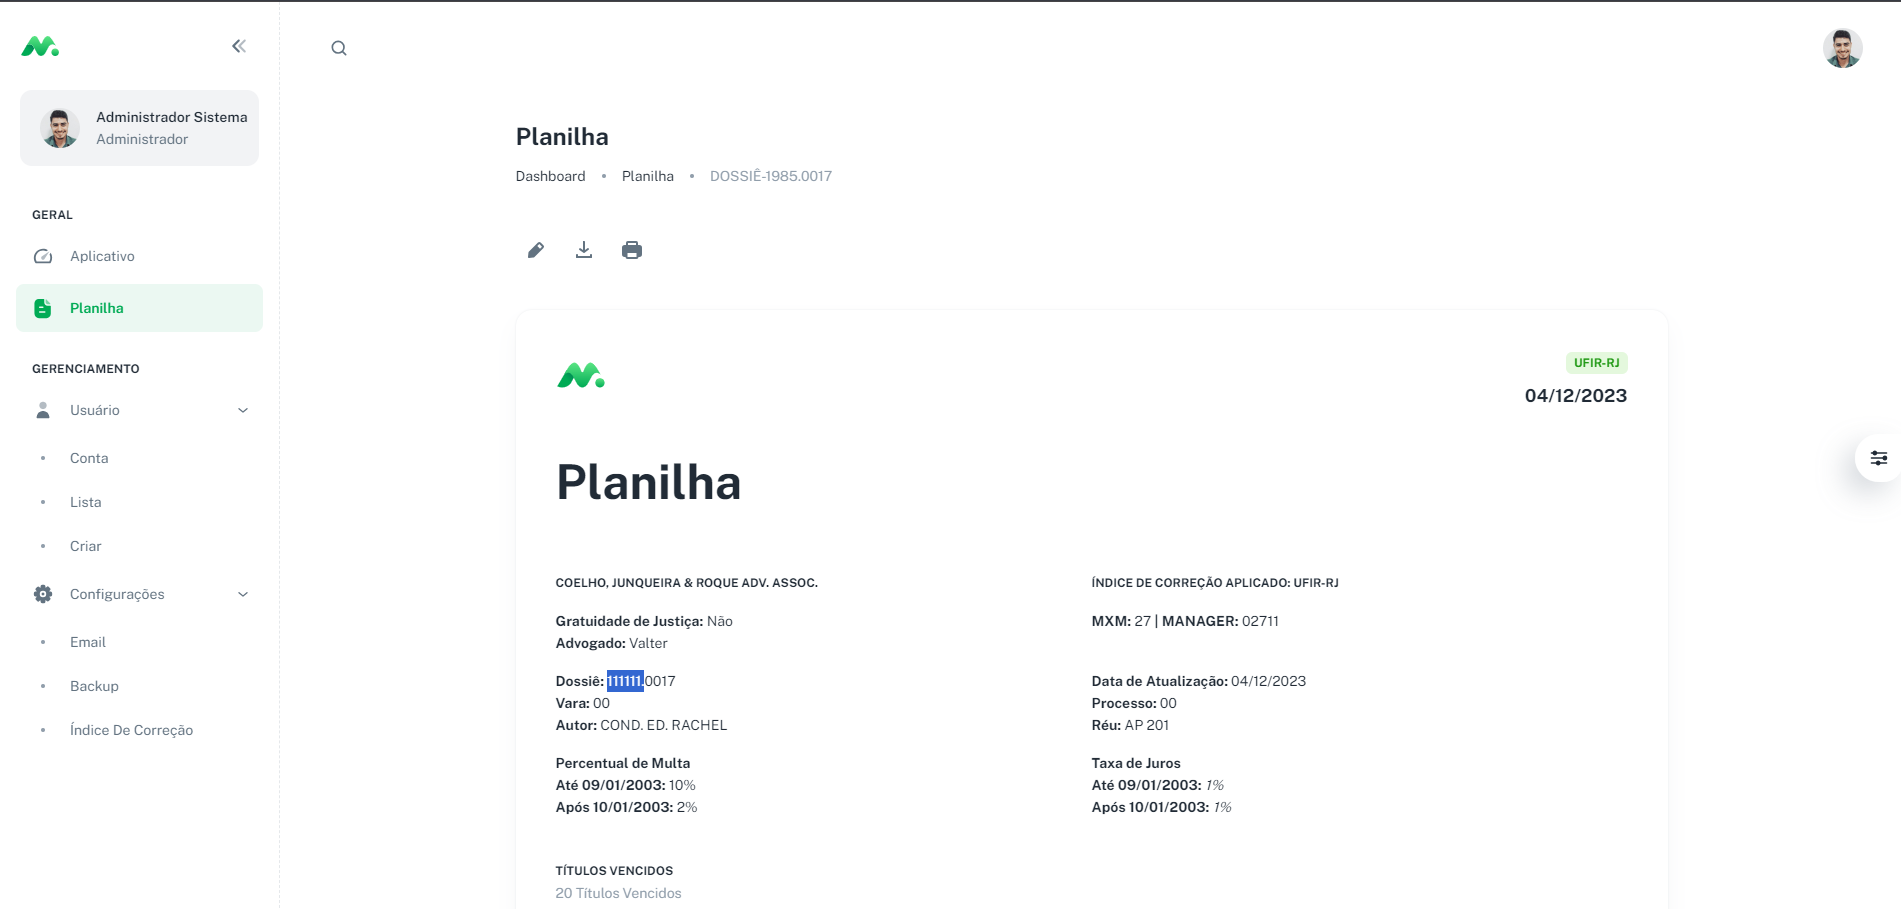 Administrador Sistema
Administrador
GERAL
Aplicativo
Planilha
GERENCIAMENTO
Usuário
Conta
Lista
Criar
Configurações
Email
Backup
Índice De Correção
Planilha
Dashboard • Planilha • DOSSIÊ-1985.0017
UFIR-RJ
04/12/2023
Planilha
COELHO, JUNQUEIRA & ROQUE ADV. ASSOC.
Gratuidade de Justiça: Não
Advogado: Valter
Dossiê: 111111.0017
Vara: 00
Autor: COND. ED. RACHEL
Percentual de Multa
Até 09/01/2003: 10%
Após 10/01/2003: 2%
ÍNDICE DE CORREÇÃO APLICADO: UFIR-RJ
MXM: 27 | MANAGER: 02711
Data de Atualização: 04/12/2023
Processo: 00
Réu: AP 201
Taxa de Juros
Até 09/01/2003: 1%
Após 10/01/2003: 1%
TÍTULOS VENCIDOS
20 Títulos Vencidos